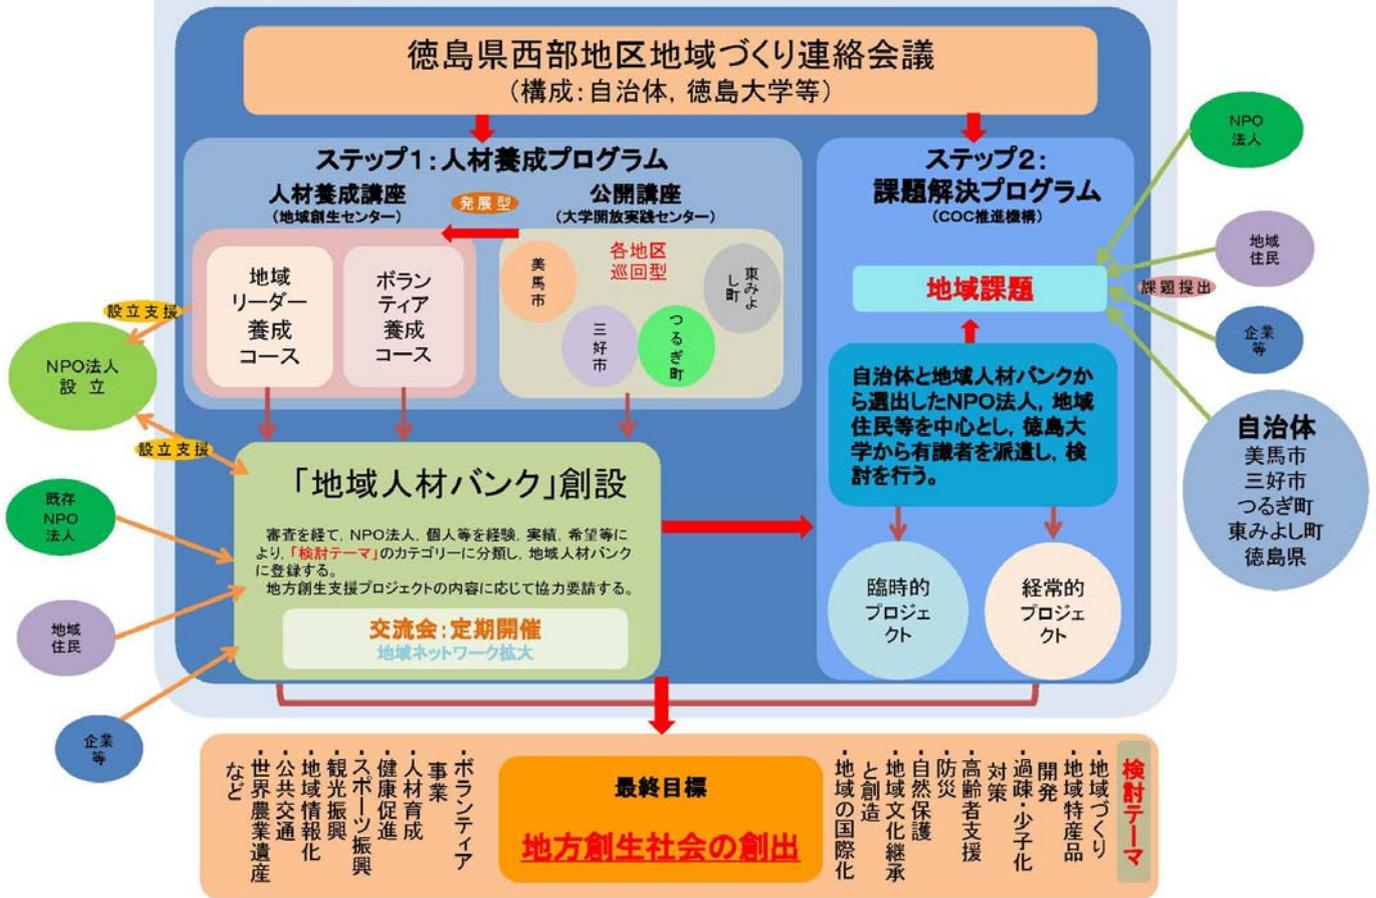 徳島県西部地区地域づくり連絡会議
（構成：自治体，徳島大学等）
ステップ1：人材養成プログラム
人材養成講座
（地域創生センター）
発展型
公開講座
（大学開放実践センター）
地域
リーダー
養成
コース
ボラン
ティア
養成
コース
各地区
巡回型
美馬市
三好市
つるぎ町
東みよし町
ステップ2：
課題解決プログラム
（COC推進機構）
地域課題
自治体と地域人材バンクか
ら選出したNPO法人，地域
住民等を中心とし，徳島大
学から有識者を派遣し，検
討を行う。
臨時的
プロジェ
クト
経常的
プロジェ
クト
NPO
法人
地域
住民
課題提出
企業
等
自治体
美馬市
三好市
つるぎ町
東みよし町
徳島県
設立支援
NPO法人
設 立
設立支援
既存
NPO
法人
地域
住民
企業
等
「地域人材バンク」創設
審査を経て，NPO法人，個人等を経験，実績，希望等に
より，「検討テーマ」のカテゴリーに分類し，地域人材バンク
に登録する。
地方創生支援プロジェクトの内容に応じて協力要請する。
交流会：定期開催
地域ネットワーク拡大
検討テーマ
・地域づくり
・地域特産品
開発
・過疎・少子化
対策
・高齢者支援
・防災
・自然保護
・地域文化継承
と創造
・地域の国際化
最終目標
地方創生社会の創出
・ボランティア
事業
・人材育成
・健康促進
・スポーツ振興
・観光振興
・地域情報化
・公共交通
・世界農業遺産
など